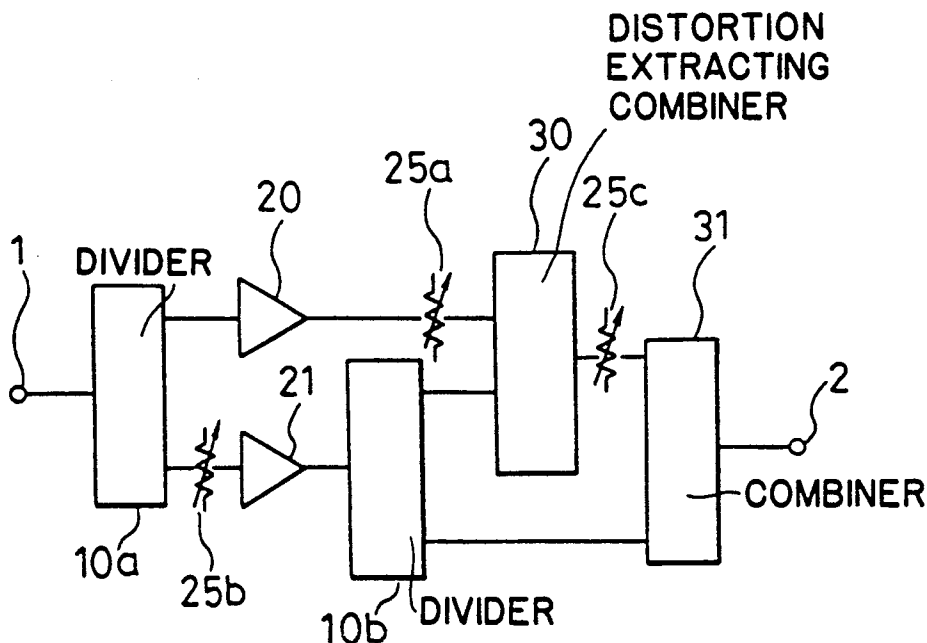 DISTORTION
EXTRACTING
COMBINER
30
25a
25c
20
31
1
DIVIDER
21
2
COMBINER
10a
25b
10b
DIVIDER